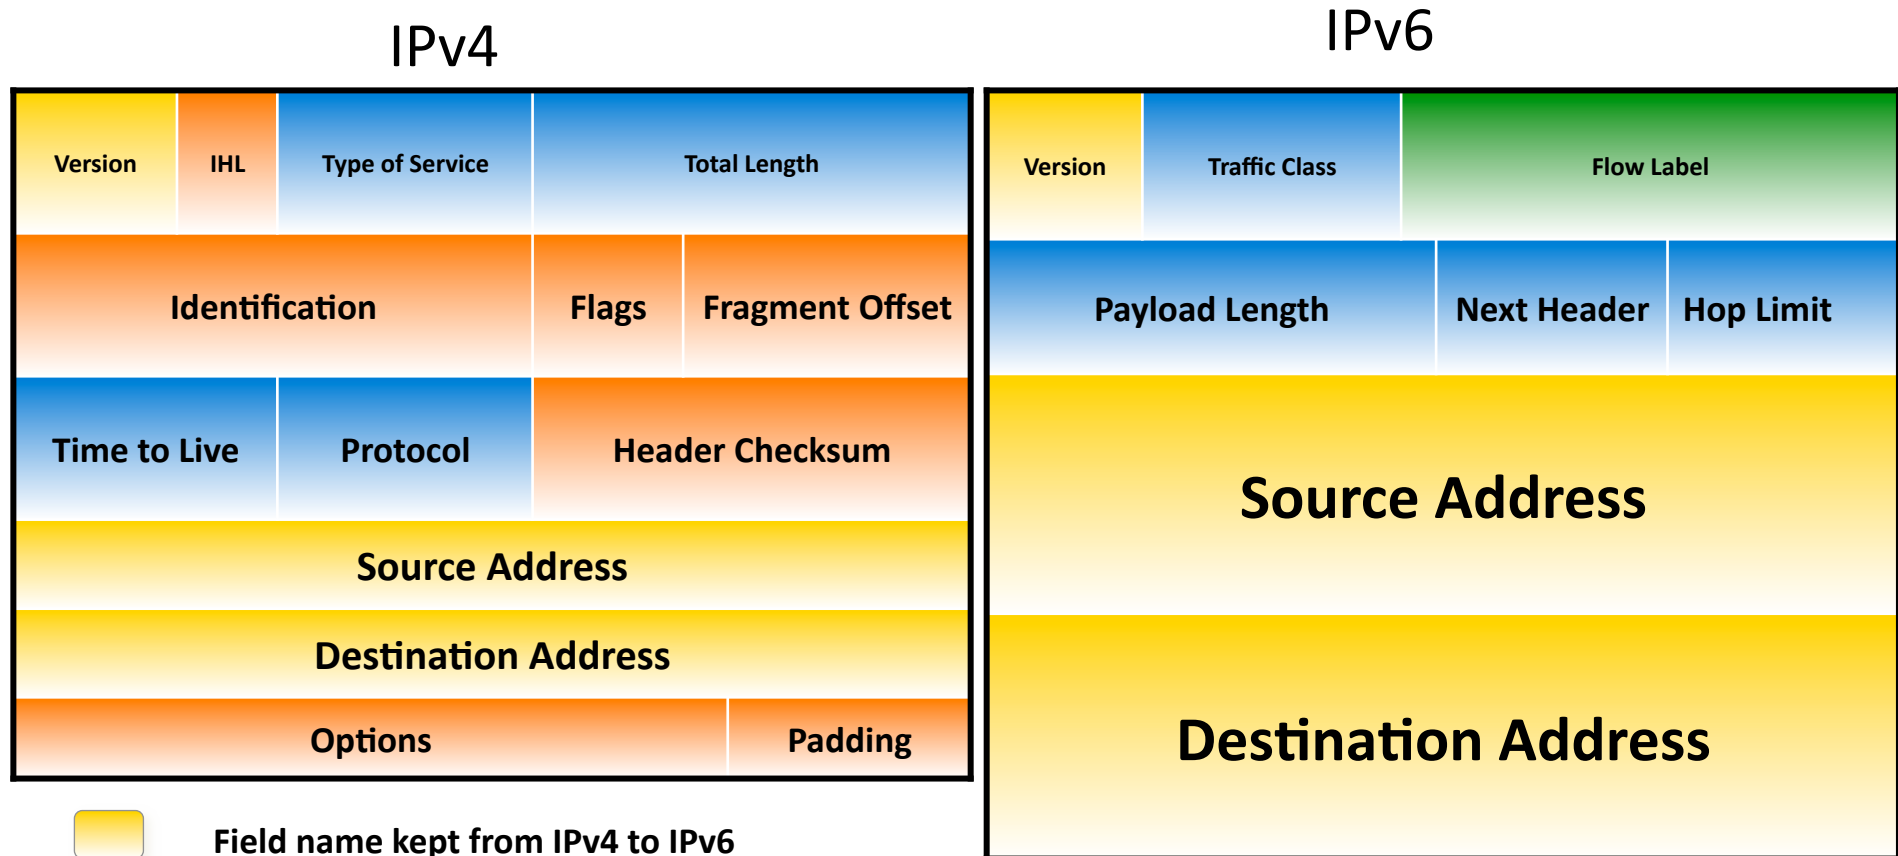 IPv4
Version IHL Type of Service Total Length
Identification Flags Fragment Offset
Time to Live Protocol Header Checksum
Source Address
Destination Address
Options Padding
Field name kept from IPv4 to IPv6
IPv6
Version Traffic Class Flow Label
Payload Length Next Header Hop Limit
Source Address
Destination Address